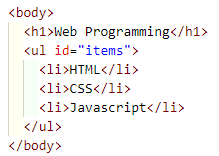 <body>
<h1>Web Programming</h1>
<ul id="items">
<li>HTML</li>
<li>CSS</li>
<li>Javascript</li>
</ul>
</body>